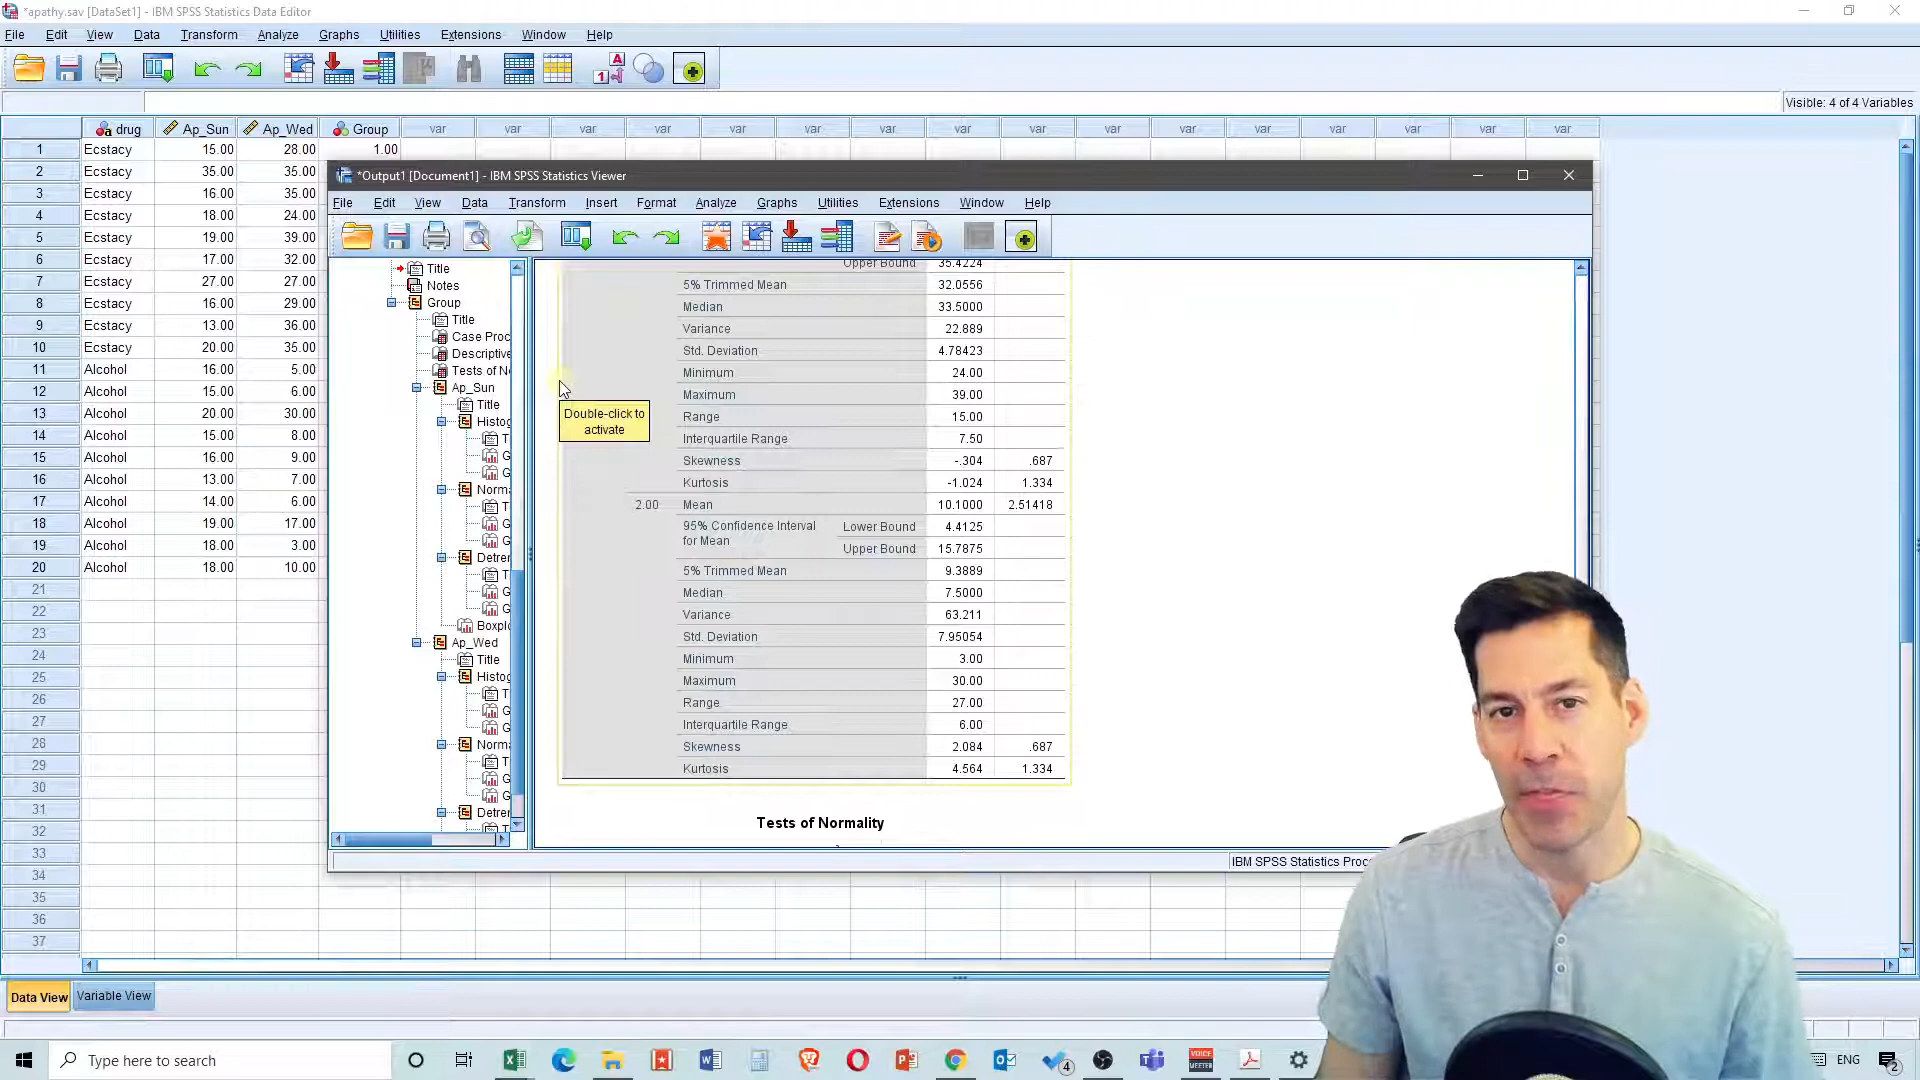 *apathy.sav [DataSet1] - IBM SPSS Statistics Data Editor
File Edit View Data Transform Analyze Graphs Utilities Extensions Window Help
Visible: 4 of 4 Variables
drug Ap_Sun Ap_Wed Group var var var var var var var var var var var var var var var var
1 Ecstacy 15.00 28.00 1.00
2 Ecstacy 35.00 35.00
3 Ecstacy 16.00 35.00
4 Ecstacy 18.00 24.00
5 Ecstacy 19.00 39.00
6 Ecstacy 17.00 32.00
7 Ecstacy 27.00 27.00
8 Ecstacy 16.00 29.00
9 Ecstacy 13.00 36.00
10 Ecstacy 20.00 35.00
11 Alcohol 16.00 5.00
12 Alcohol 15.00 6.00
13 Alcohol 20.00 30.00
14 Alcohol 15.00 8.00
15 Alcohol 16.00 9.00
16 Alcohol 13.00 7.00
17 Alcohol 14.00 6.00
18 Alcohol 19.00 17.00
19 Alcohol 18.00 3.00
20 Alcohol 18.00 10.00
21
22
23
24
25
26
27
28
29
30
31
32
33
34
35
36
37
*Output1 [Document1] - IBM SPSS Statistics Viewer
File Edit View Data Transform Insert Format Analyze Graphs Utilities Extensions Window Help
Title
Notes
Group
Title
Case Proc
Descriptive
Tests of N
Ap_Sun
Title
Histog
T
G
G
Norma
T
G
G
Detren
T
G
G
Boxplo
Ap_Wed
Title
Histog
T
G
G
Norma
T
G
G
Detren
T
Double-click to
activate
Upper Bound 35.4224
5% Trimmed Mean 32.0556
Median 33.5000
Variance 22.889
Std. Deviation 4.78423
Minimum 24.00
Maximum 39.00
Range 15.00
Interquartile Range 7.50
Skewness -.304 .687
Kurtosis -1.024 1.334
2.00 Mean 10.1000 2.51418
95% Confidence Interval Lower Bound 4.4125
for Mean
Upper Bound 15.7875
5% Trimmed Mean 9.3889
Median 7.5000
Variance 63.211
Std. Deviation 7.95054
Minimum 3.00
Maximum 30.00
Range 27.00
Interquartile Range 6.00
Skewness 2.084 .687
Kurtosis 4.564 1.334
Tests of Normality
IBM SPSS Statistics Proc
Data View Variable View
Type here to search
4
VOICE
MEETER
ENG
2